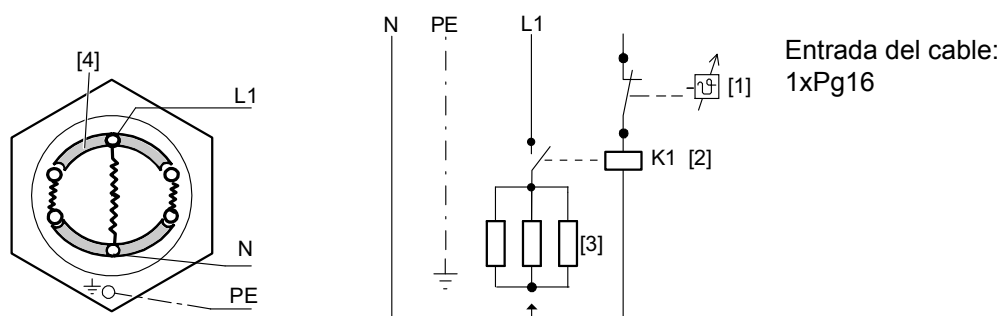 [4]
L1
N
PE
N PE L1
[1]
K1 [2]
[3]
Entrada del cable:
1xPg16